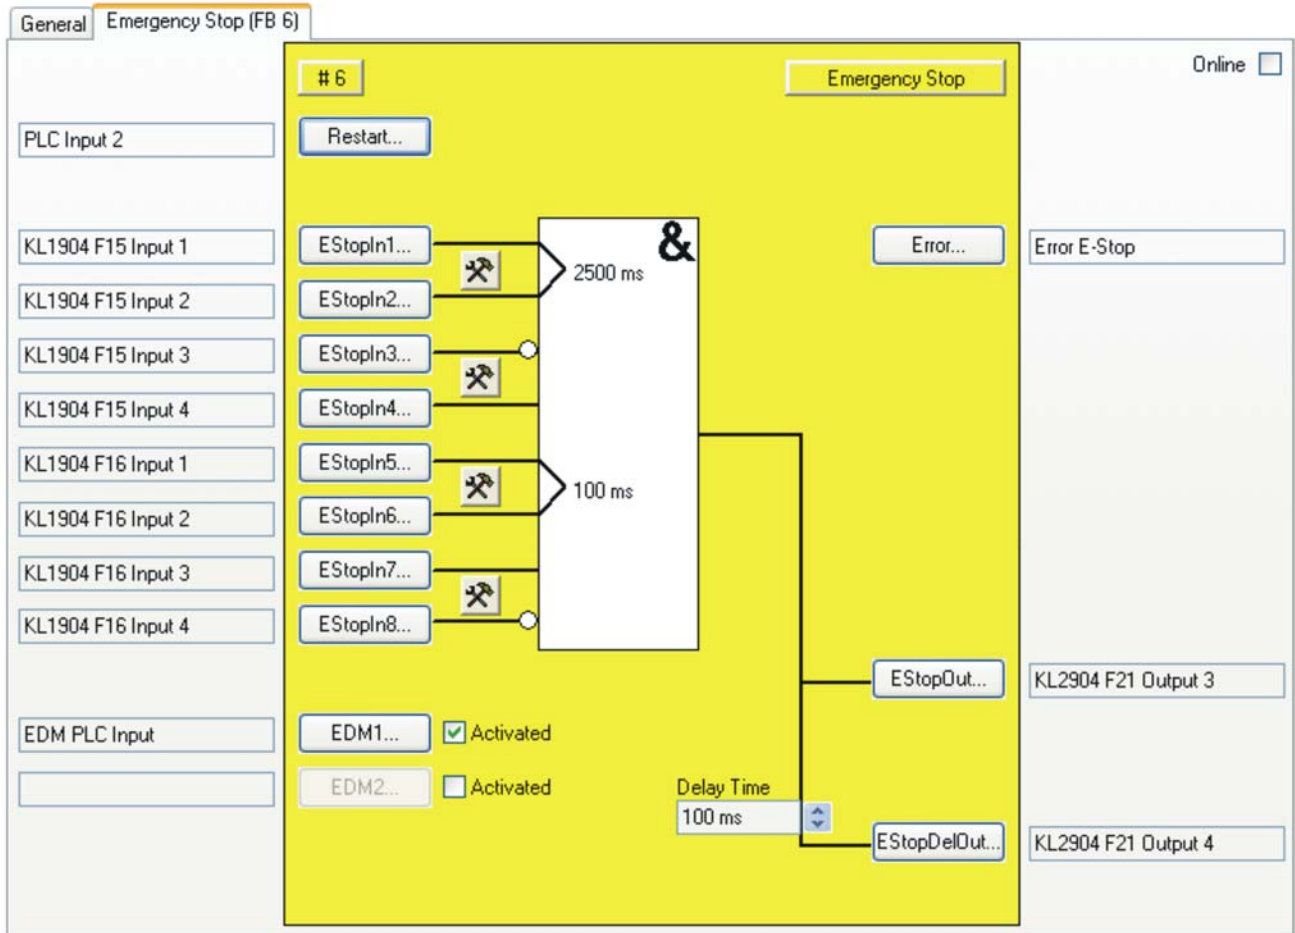 General Emergency Stop (FB 6)
Online
# 6 Emergency Stop
PLC Input 2 Restart...
KL1904 F15 Input 1 EStopIn1... & Error... Error E-Stop
2500 ms
KL1904 F15 Input 2 EStopIn2...
KL1904 F15 Input 3 EStopIn3...
KL1904 F15 Input 4 EStopIn4...
KL1904 F16 Input 1 EStopIn5...
100 ms
KL1904 F16 Input 2 EStopIn6...
KL1904 F16 Input 3 EStopIn7...
KL1904 F16 Input 4 EStopIn8...
EStopOut... KL2904 F21 Output 3
EDM PLC Input EDM1... Activated
EDM2... Activated Delay Time
100 ms
EStopDelOut... KL2904 F21 Output 4